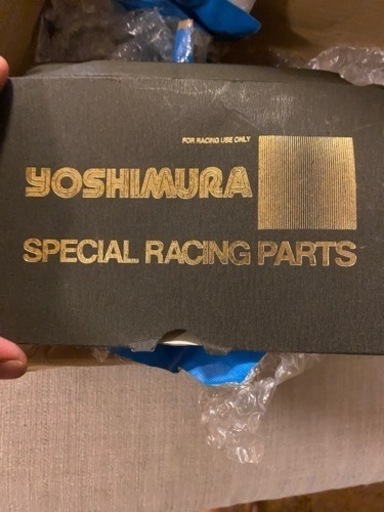 FOR RACING USE ONLY
YOSHIMURA
SPECIAL RACING PARTS